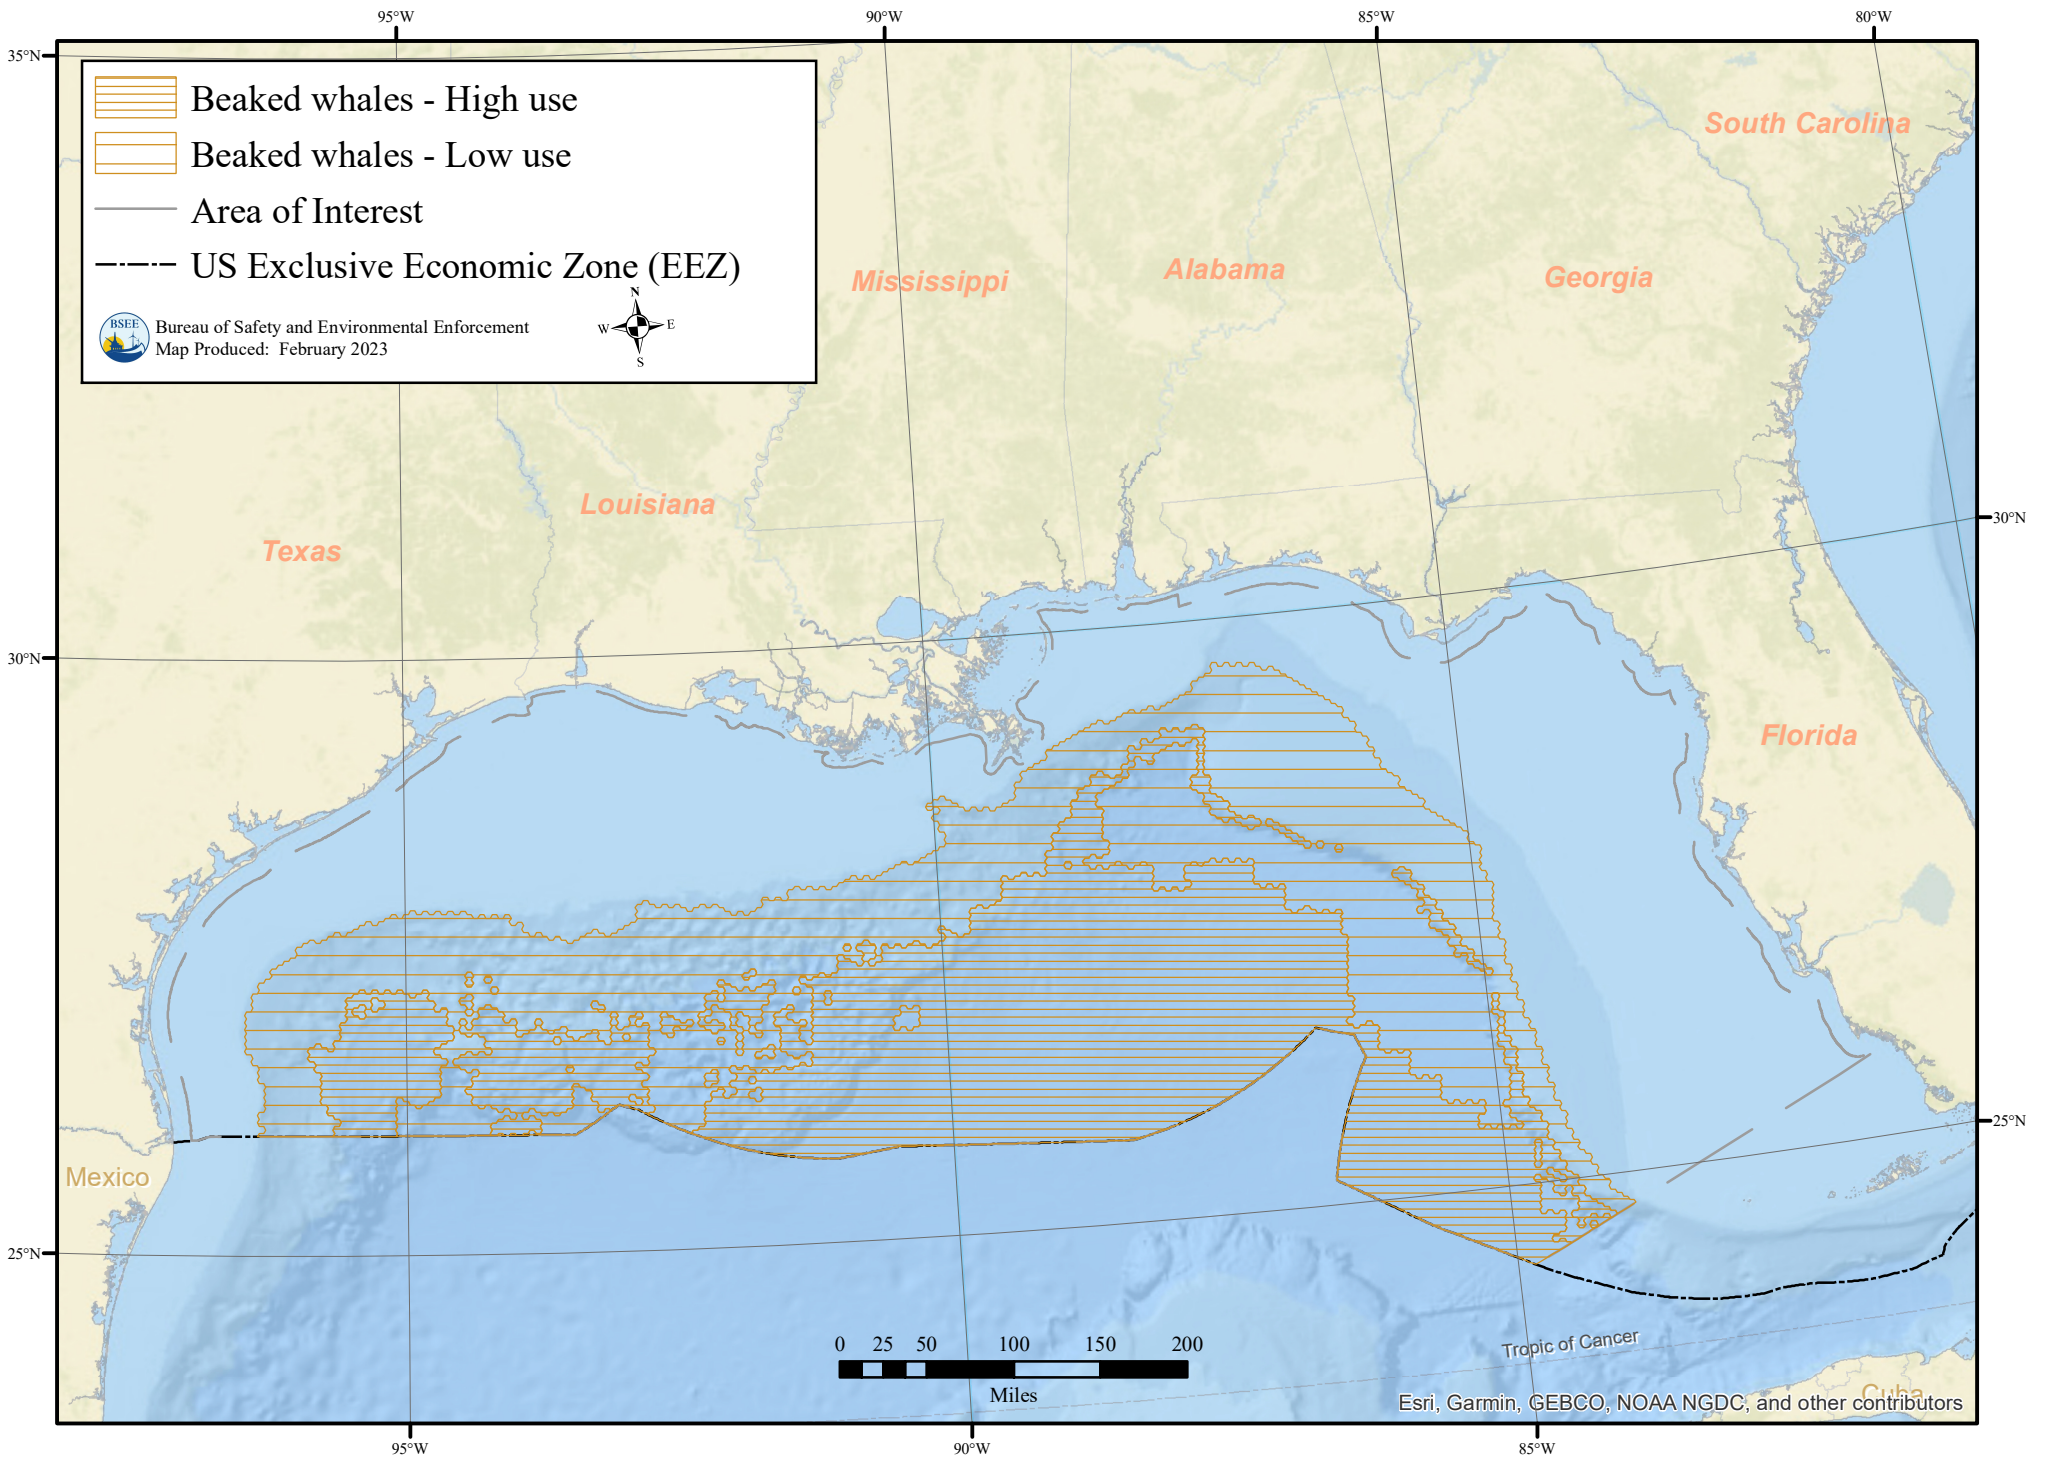 95°W 90°W 85°W 80°W
35°N
Beaked whales - High use
Beaked whales - Low use
Area of Interest
US Exclusive Economic Zone (EEZ)
BSEE
Bureau of Safety and Environmental Enforcement
Map Produced: February 2023
N
W E
S
South Carolina
Mississippi
Alabama
Georgia
Louisiana
30°N
Texas
30°N
Florida
25°N
Mexico
25°N
0 25 50 100 150 200
Miles
Tropic of Cancer
Cuba
Esri, Garmin, GEBCO, NOAA NGDC, and other contributors
95°W 90°W 85°W